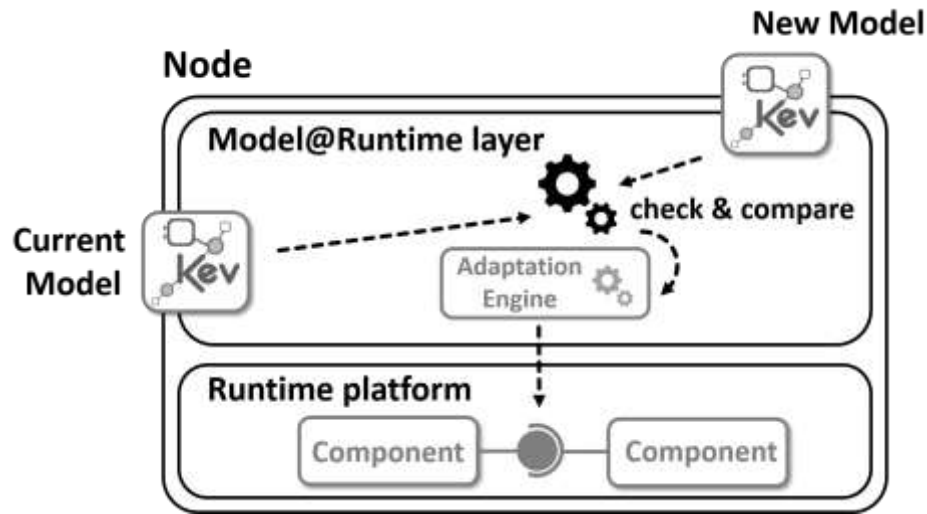 New Model
Node
Kev
Model@Runtime layer
check & compare
Current
Model
Kev
Adaptation
Engine
Runtime platform
Component
Component